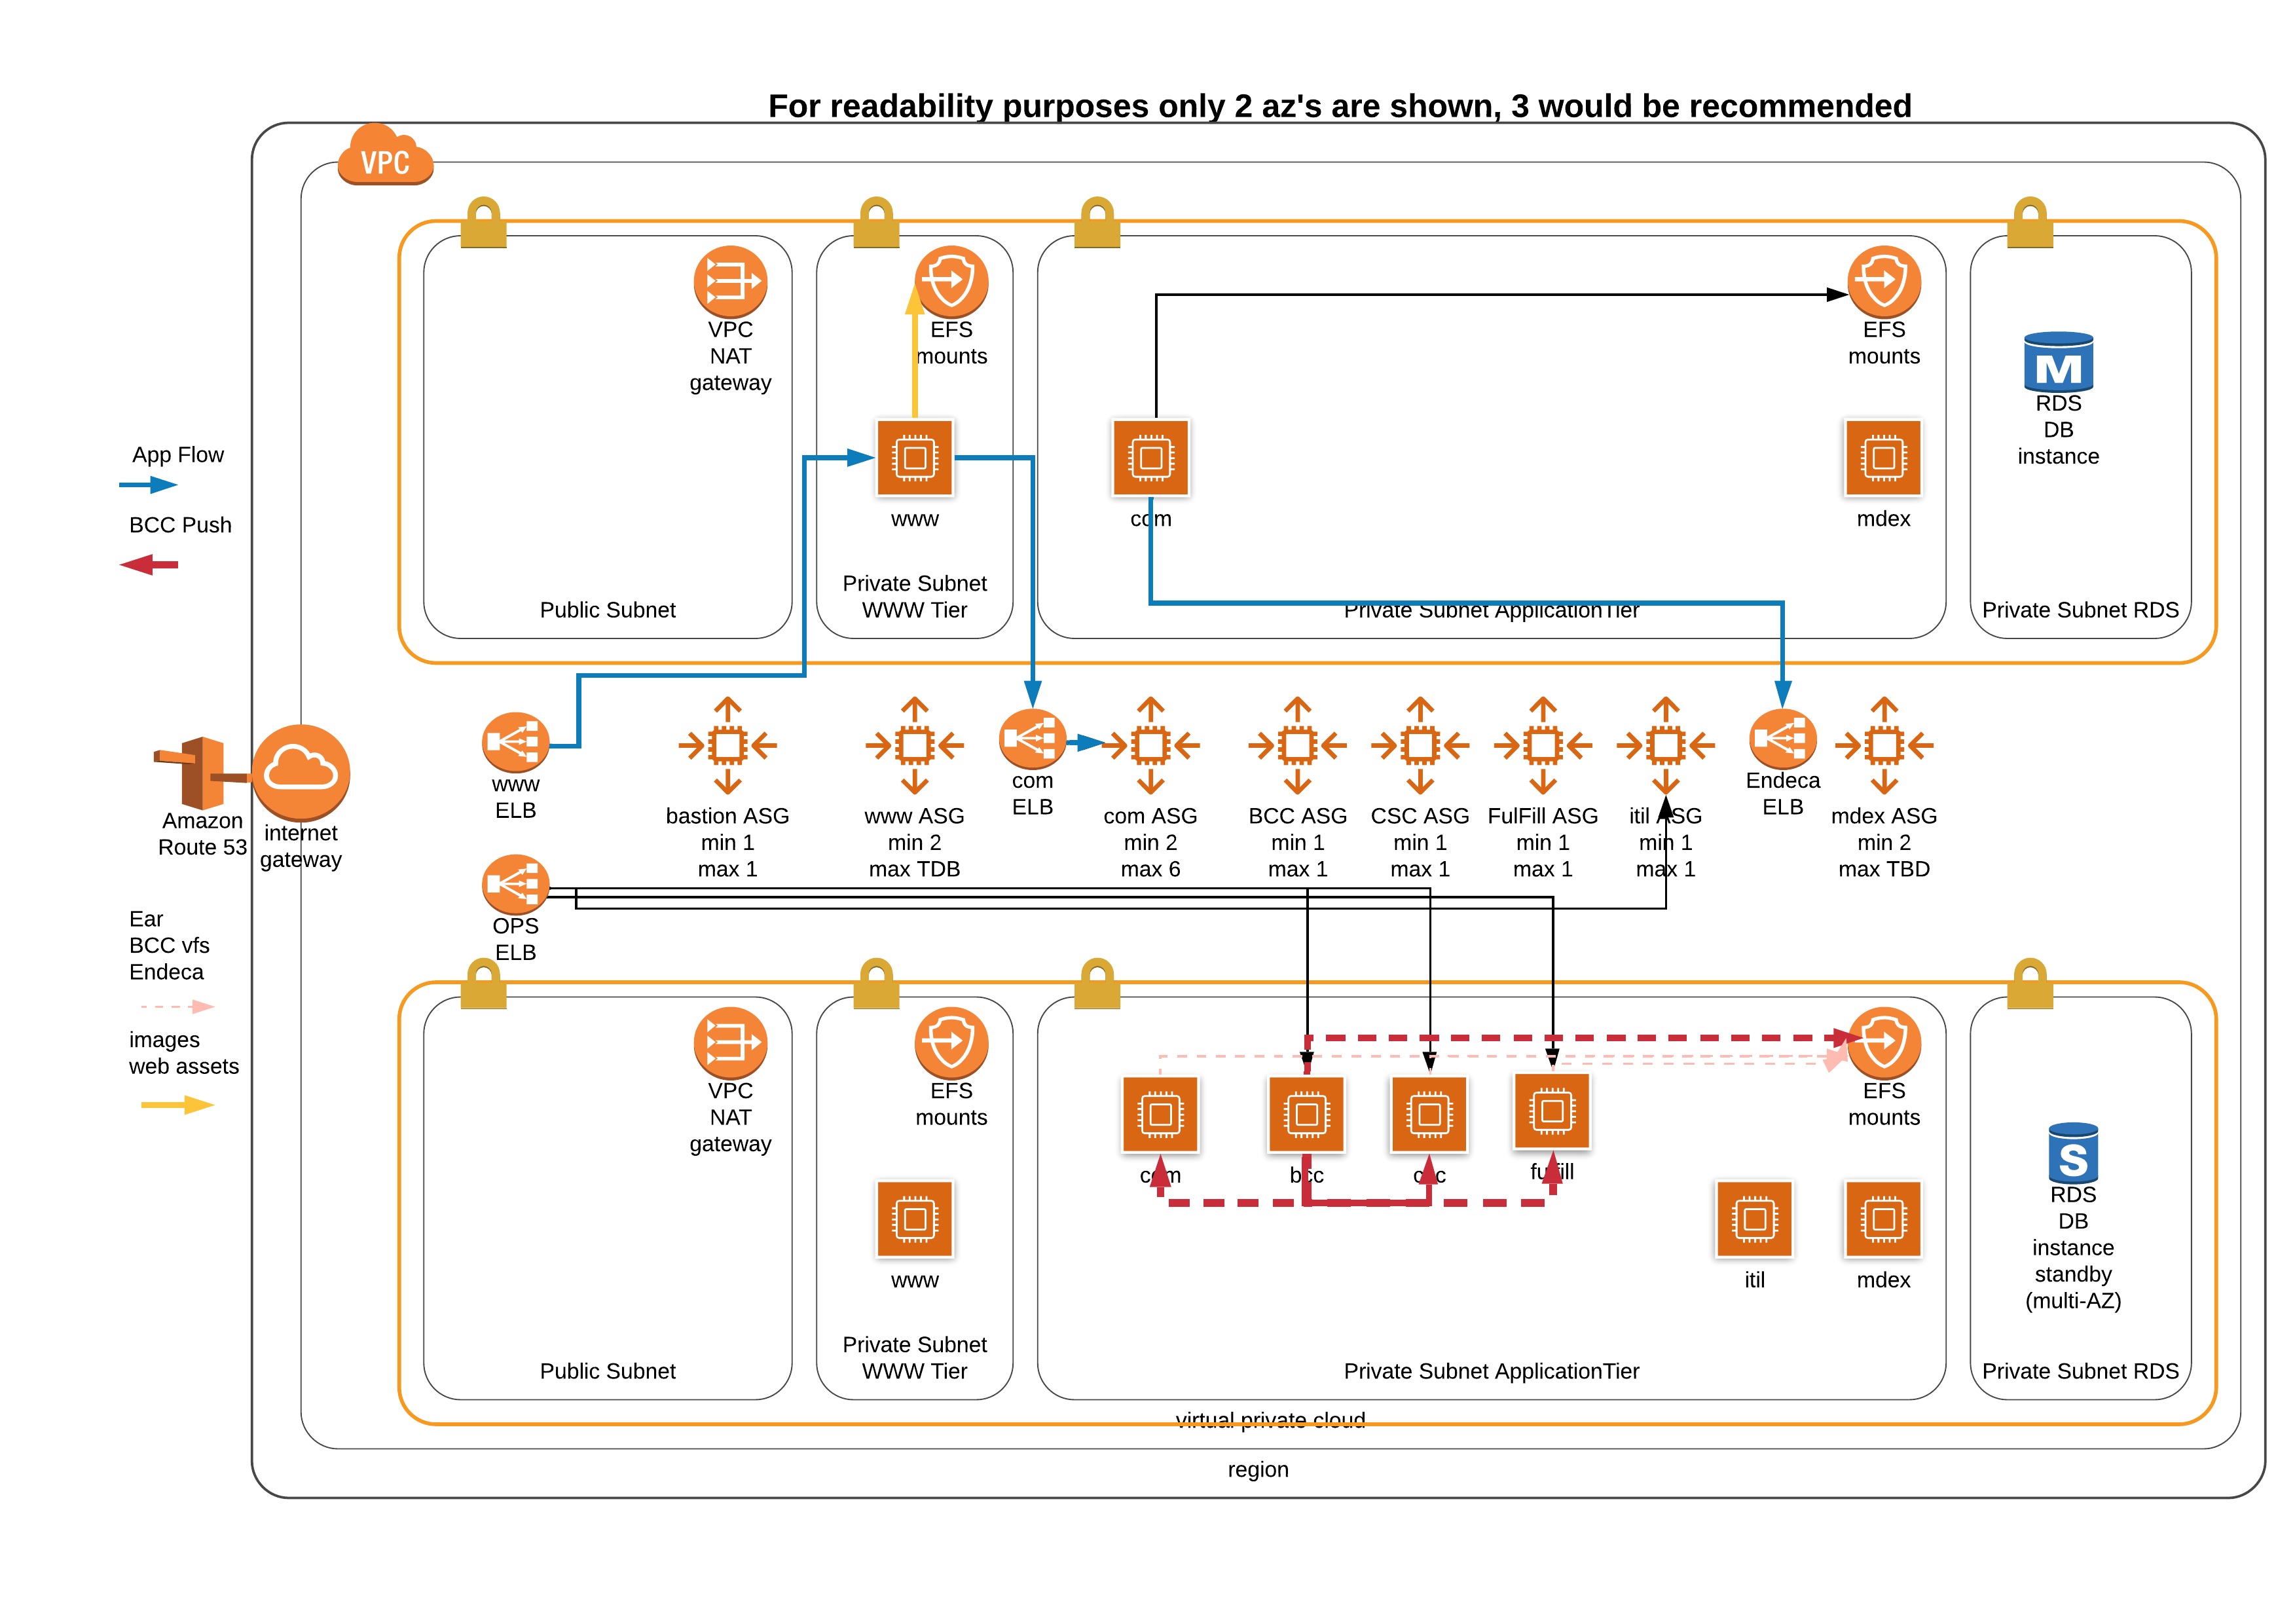 For readability purposes only 2 az's are shown, 3 would be recommended
VPC
VPC
NAT
gateway
Public Subnet
EFS
mounts
www
Private Subnet
WWW Tier
com
EFS
mounts
mdex
Private Subnet ApplicationTier
M
RDS
DB
instance
Private Subnet RDS
App Flow
BCC Push
Amazon
Route 53
internet
gateway
Ear
BCC vfs
Endeca
images
web assets
www
ELB
OPS
ELB
bastion ASG
min 1
max 1
www ASG
min 2
max TDB
com
ELB
com ASG
min 2
max 6
BCC ASG
min 1
max 1
CSC ASG
min 1
max 1
FulFill ASG
min 1
max 1
itil ASG
min 1
max 1
Endeca
ELB
mdex ASG
min 2
max TBD
VPC
NAT
gateway
Public Subnet
EFS
mounts
www
Private Subnet
WWW Tier
com
bcc
csc
fulfill
EFS
mounts
itil
mdex
Private Subnet ApplicationTier
S
RDS
DB
instance
standby
(multi-AZ)
Private Subnet RDS
virtual private cloud
region